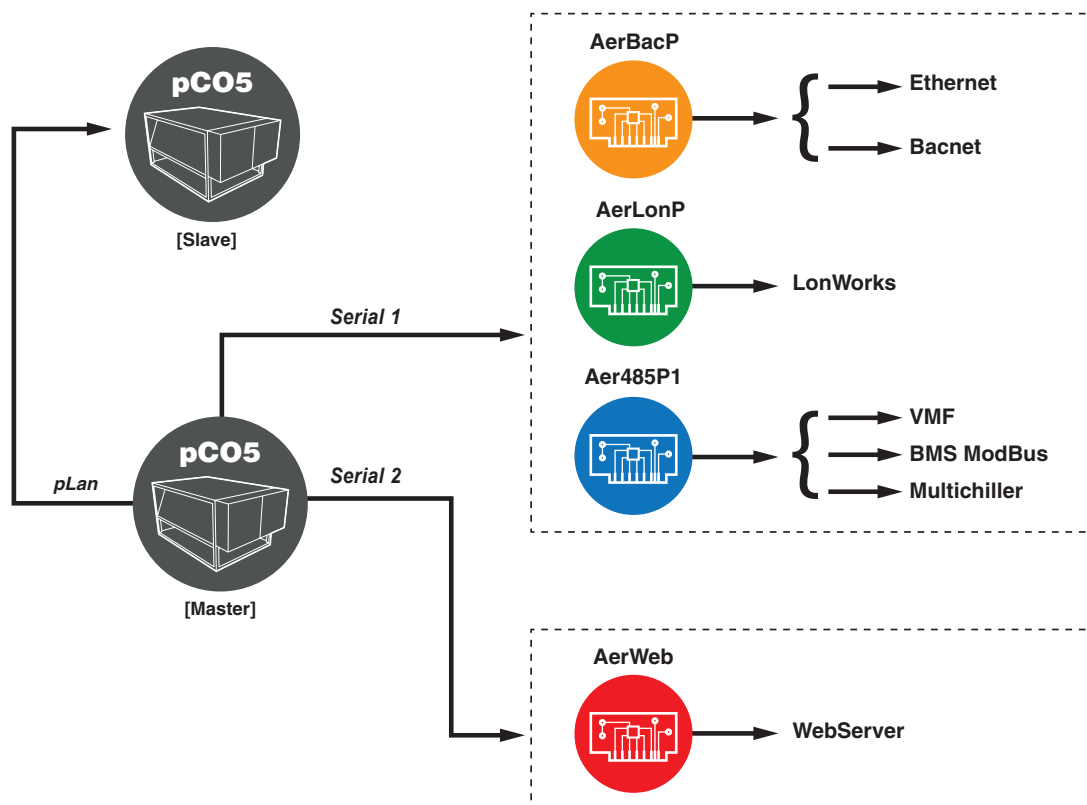 pCO5
[Slave]
pLan
pCO5
[Master]
Serial 1
Serial 2
AerBacP
Ethernet
Bacnet
AerLonP
LonWorks
Aer485P1
VMF
BMS ModBus
Multichiller
AerWeb
WebServer